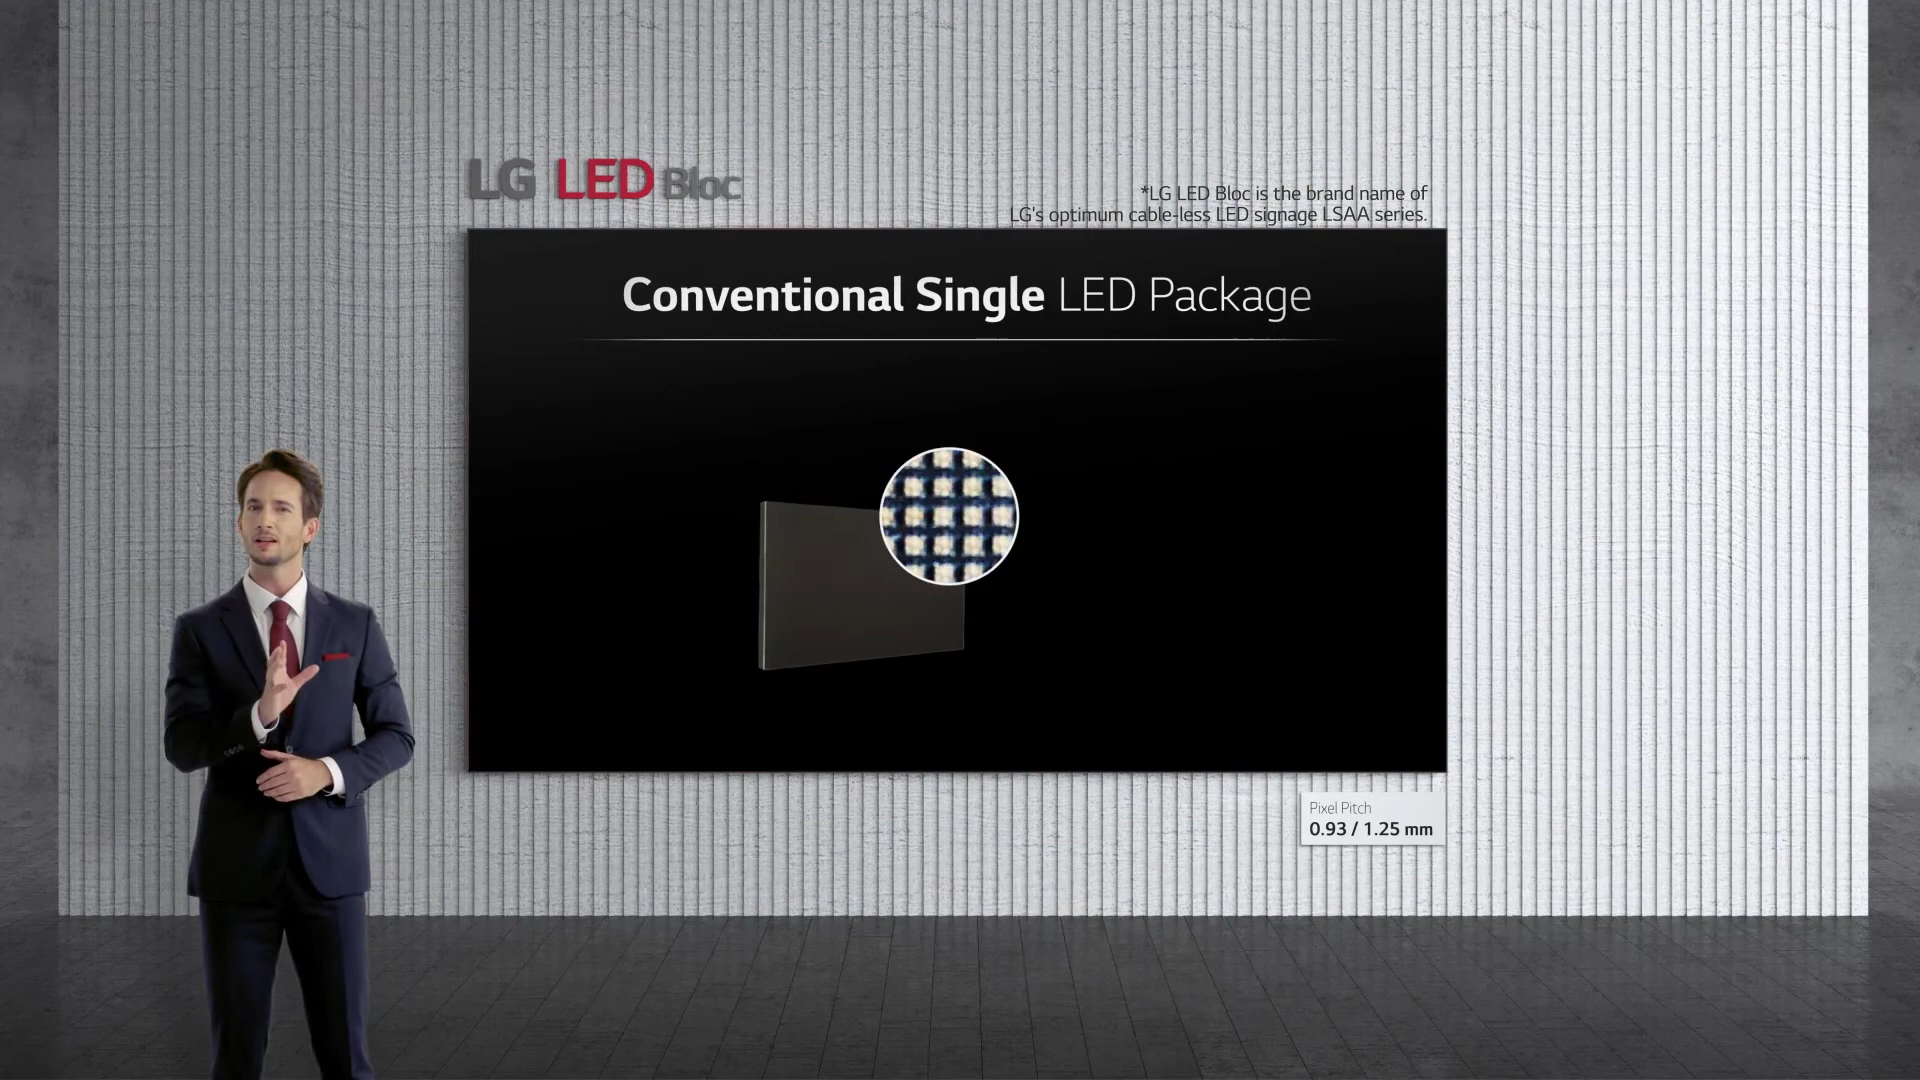 LG LED Bloc
*LG LED Bloc is the brand name of
LG's optimum cable-less LED signage LSAA series.
Conventional Single LED Package
Pixel Pitch
0.93 / 1.25 mm